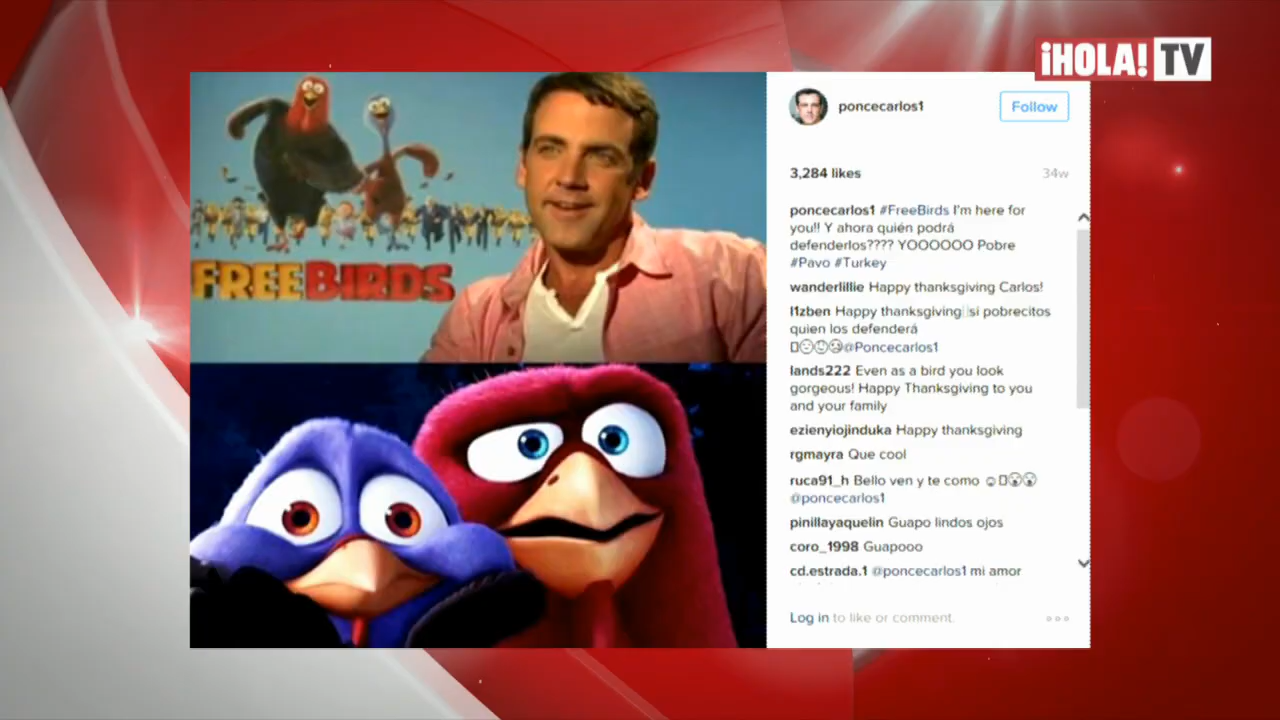 ¡HOLA! TV
FREEBIRDS
poncecarlos1
Follow
3,284 likes
34w
poncecarlos1 #FreeBirds I'm here for
you!! Y ahora quién podrá
defenderlos???? YOOOOOO Pobre
#Pavo #Turkey
wanderlillie Happy thanksgiving Carlos!
l1zben Happy thanksgiving si pobrecitos
quien los defenderá
@Poncecarlos1
lands222 Even as a bird you look
gorgeous! Happy Thanksgiving to you
and your family
ezienyiojinduka Happy thanksgiving
rgmayra Que cool
ruca91_h Bello ven y te como
@poncecarlos1
pinillayaquelin Guapo lindos ojos
coro_1998 Guapooo
cd.estrada.1 @poncecarlos1 mi amor
Log in to like or comment.